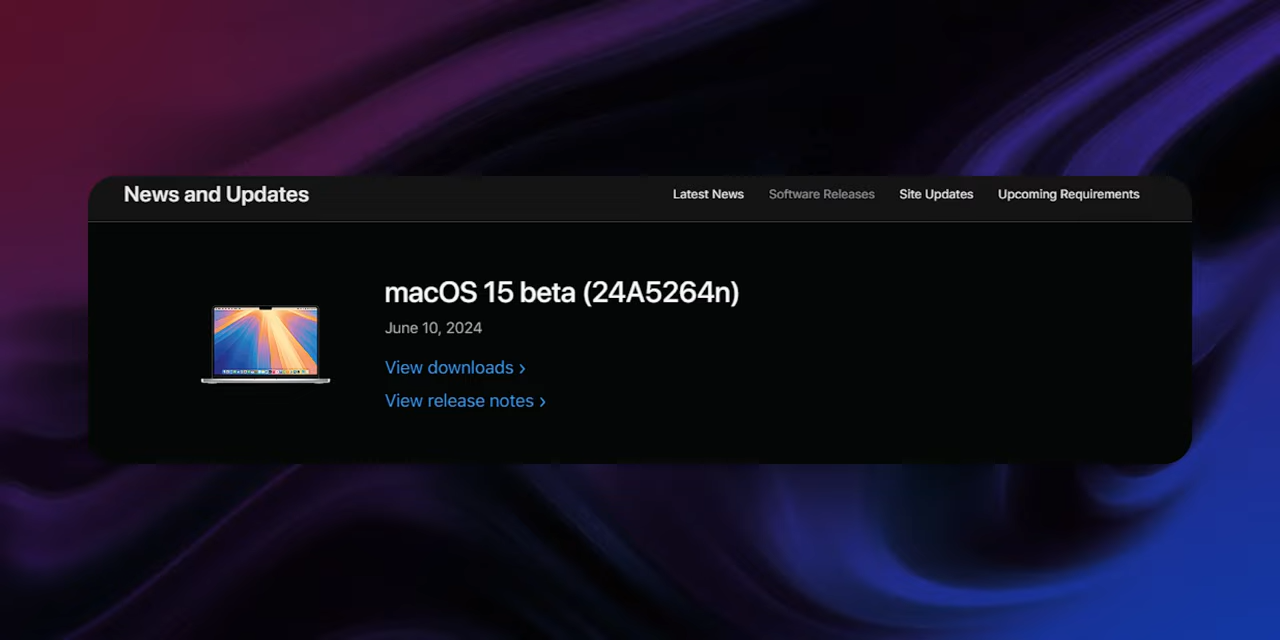 News and Updates
Latest News
Software Releases
Site Updates
Upcoming Requirements
macOS 15 beta (24A5264n)
June 10, 2024
View downloads ›
View release notes ›